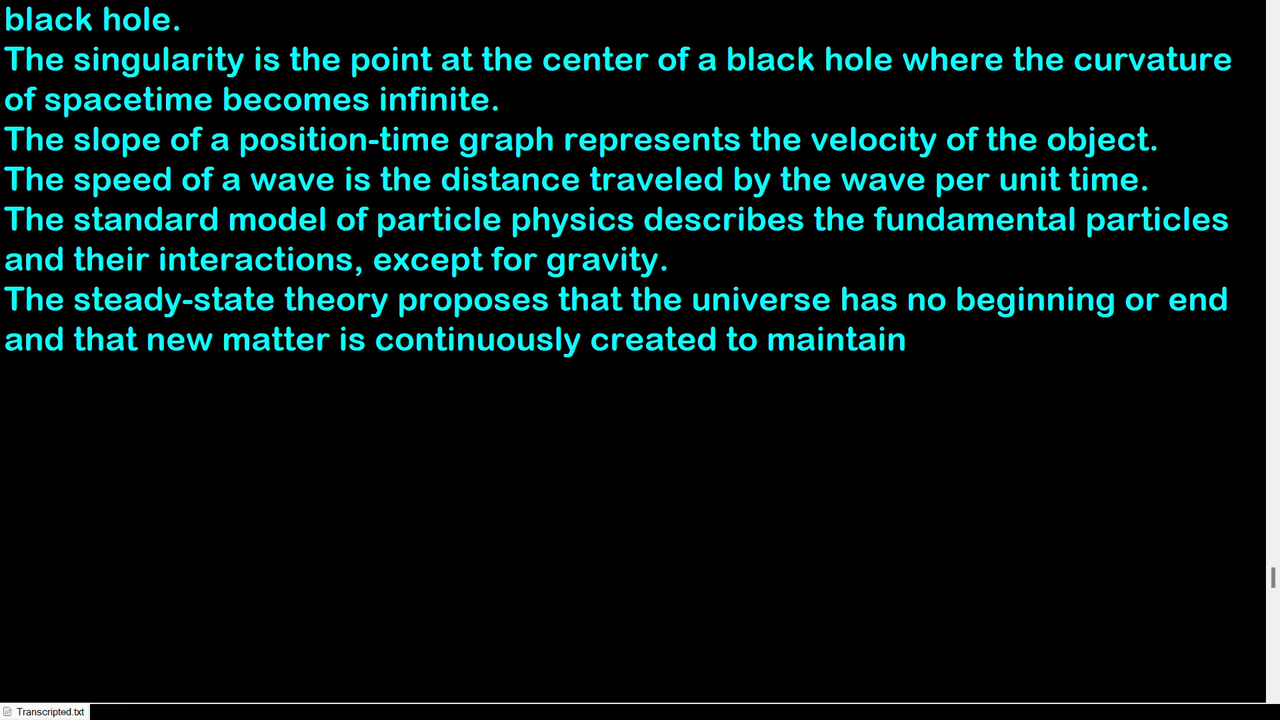 black hole.
The singularity is the point at the center of a black hole where the curvature
of spacetime becomes infinite.
The slope of a position-time graph represents the velocity of the object.
The speed of a wave is the distance traveled by the wave per unit time.
The standard model of particle physics describes the fundamental particles
and their interactions, except for gravity.
The steady-state theory proposes that the universe has no beginning or end
and that new matter is continuously created to maintain
Transcripted.txt